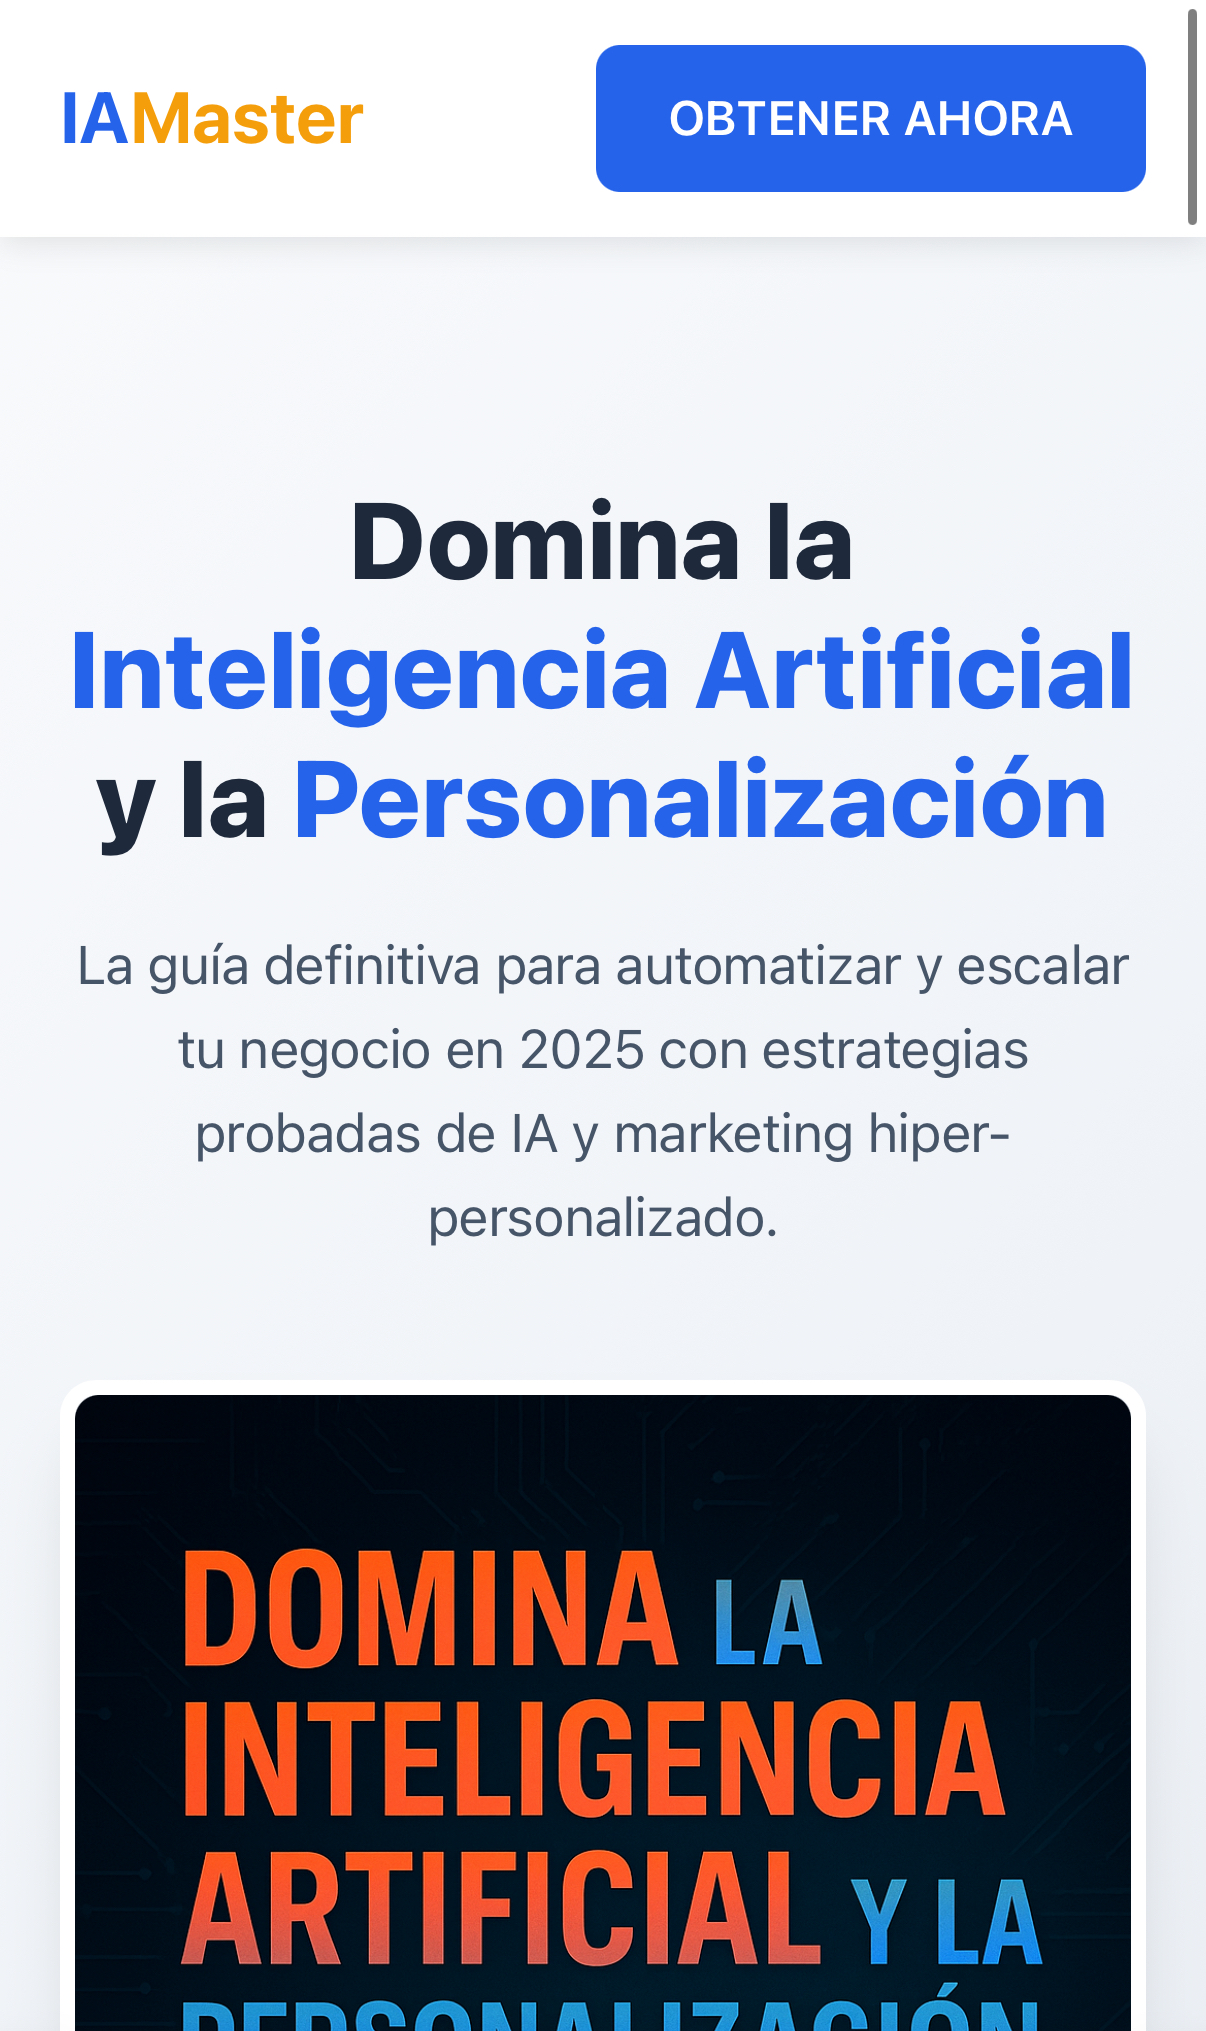 IAMaster
OBTENER AHORA
Domina la
Inteligencia Artificial
y la Personalización
La guía definitiva para automatizar y escalar
tu negocio en 2025 con estrategias
probadas de IA y marketing hiper-
personalizado.
DOMINA LA
INTELIGENCIA
ARTIFICIAL Y LA
PERSONALIZACIÓN